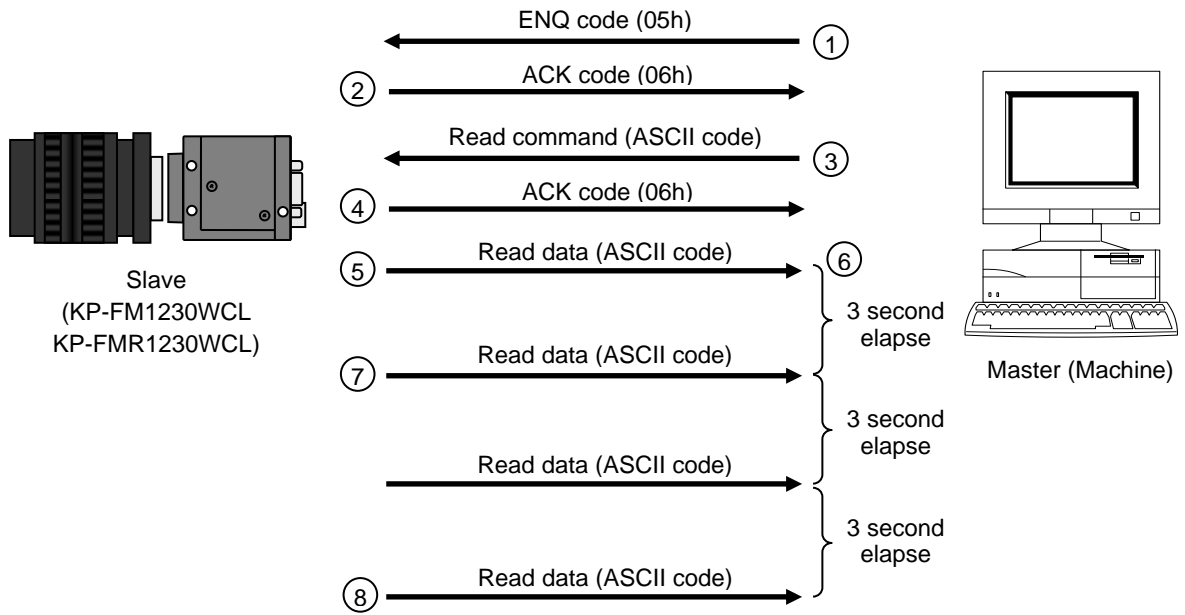 ENQ code (05h)
1
ACK code (06h)
2
Read command (ASCII code)
3
ACK code (06h)
4
Read data (ASCII code)
5
6
Slave
(KP-FM1230WCL
KP-FMR1230WCL)
3 second
elapse
Read data (ASCII code)
7
Master (Machine)
3 second
elapse
Read data (ASCII code)
3 second
elapse
Read data (ASCII code)
8